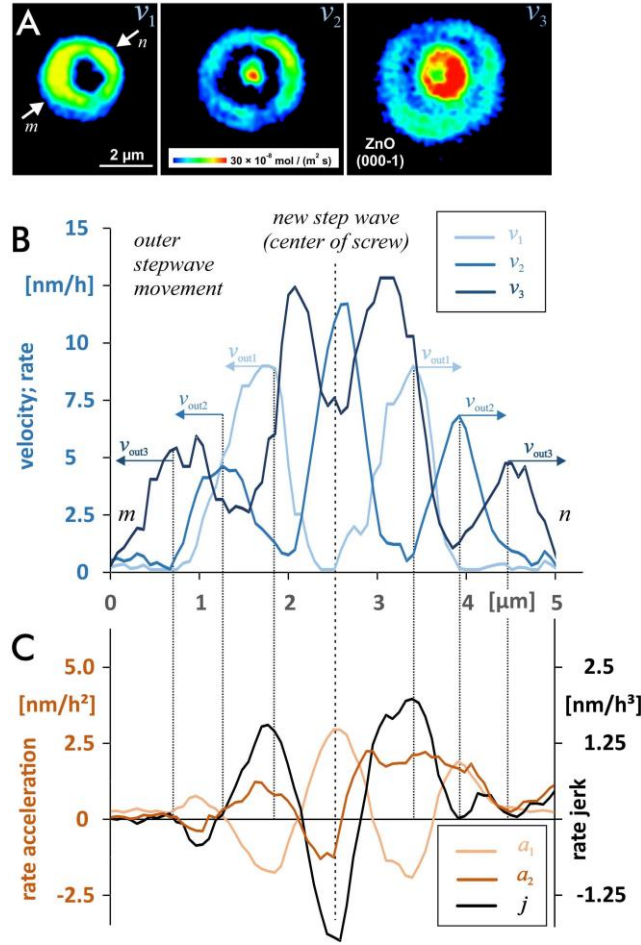 A
v₁
v₂
v₃
n
m
2 µm
30 × 10⁻⁸ mol / (m² s)
ZnO
(000-1)
B
15
[nm/h]
10
7.5
5
2.5
0
velocity; rate
outer
stepwave
movement
new step wave
(center of screw)
v₁
v₂
v₃
vout1
vout1
vout2
vout2
vout3
vout3
m
n
0
1
2
3
4
[µm]
5
C
5.0
[nm/h²]
2.5
0
-2.5
rate acceleration
2.5
[nm/h³]
1.25
-1.25
rate jerk
a₁
a₂
j